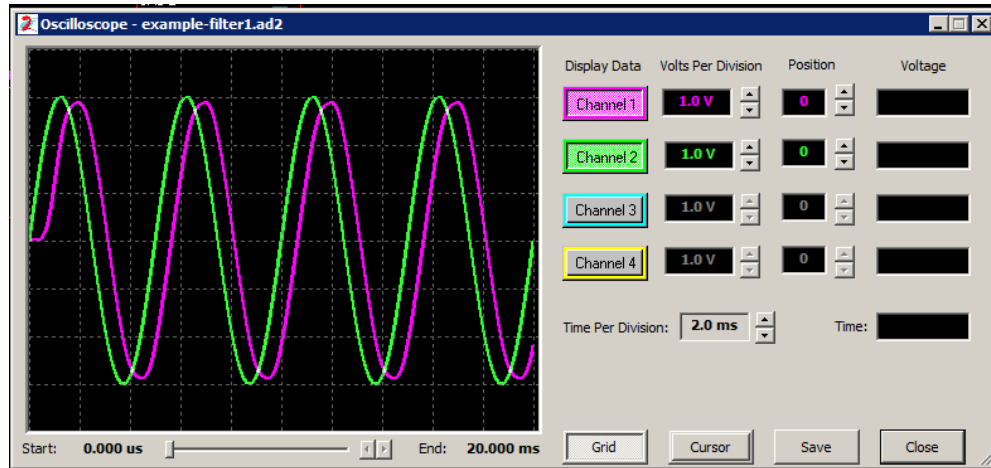 Oscilloscope - example-filter1.ad2
Display Data Volts Per Division Position Voltage
Channel 1 1.0 V 0
Channel 2 1.0 V 0
Channel 3 1.0 V 0
Channel 4 1.0 V 0
Time Per Division: 2.0 ms Time:
Start: 0.000 us End: 20.000 ms Grid Cursor Save Close